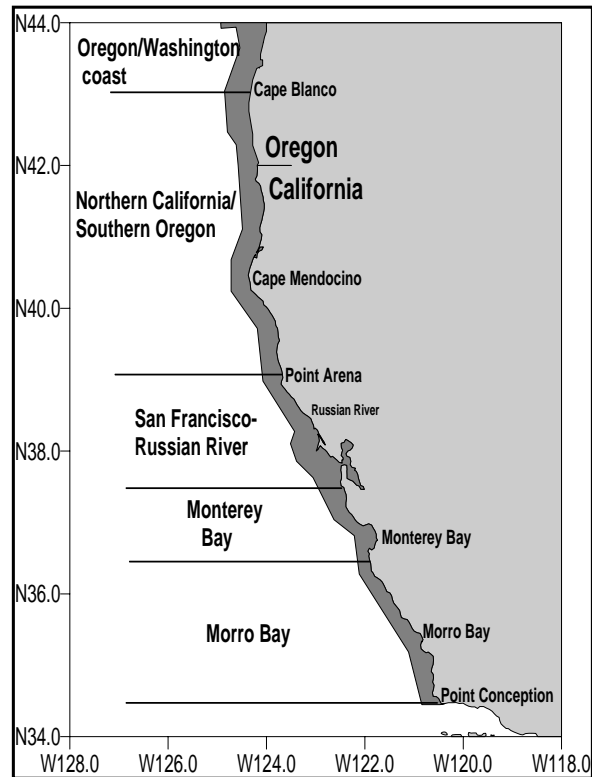 N44.0
Oregon/Washington
coast
Cape Blanco
Oregon
N42.0
California
Northern California/
Southern Oregon
Cape Mendocino
N40.0
Point Arena
Russian River
San Francisco-
Russian River
N38.0
Monterey
Bay
Monterey Bay
N36.0
Morro Bay
Morro Bay
Point Conception
N34.0
W128.0 W126.0 W124.0 W122.0 W120.0 W118.0